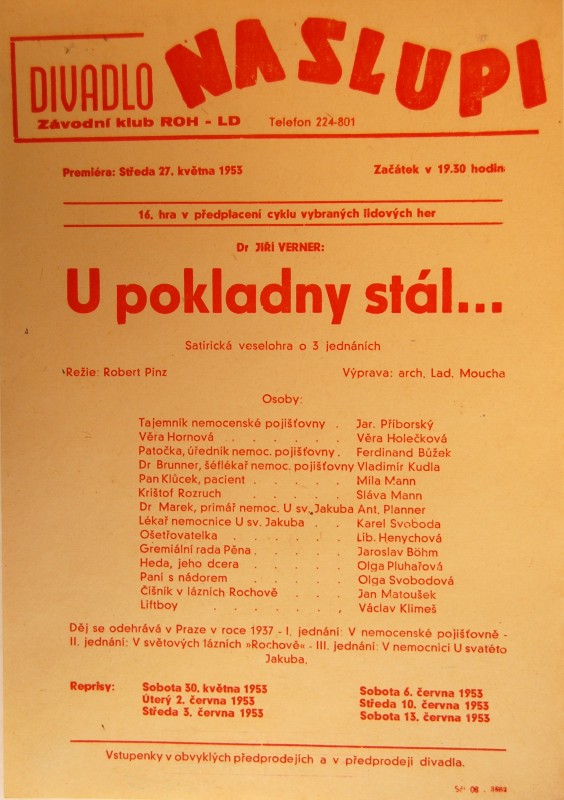 DIVADLO NA SLUPI
Závodní klub ROH - LD Telefon 224-801
Premiéra: Středa 27. května 1953 Začátek v 19.30 hodin
16. hra v předplacení cyklu vybraných lidových her
Dr JIŘÍ VERNER:
U pokladny stál...
Satirická veselohra o 3 jednáních
Režie: Robert Pinz Výprava: arch. Lad. Moucha
Osoby:
Tajemník nemocenské pojišťovny . Jar. Příborský
Věra Hornová . . . . . . Věra Holečková
Patočka, úředník nemoc. pojišťovny . Ferdinand Bůžek
Dr Brunner, šéflékař nemoc. pojišťovny Vladimír Kudla
Pan Klůcek, pacient . . . . . Míla Mann
Krištof Rozruch . . . . . Sláva Mann
Dr Marek, primář nemoc. U sv. Jakuba Ant. Planner
Lékař nemocnice U sv. Jakuba . . Karel Svoboda
Ošetřovatelka . . . . . . Lib. Henychová
Gremiální rada Pěna . . . . . Jaroslav Böhm
Heda, jeho dcera . . . . . Olga Pluhařová
Paní s nádorem . . . . . Olga Svobodová
Číšník v lázních Rochově . . . Jan Matoušek
Liftboy . . . . . . . Václav Klimeš
Děj se odehrává v Praze v roce 1937 - I. jednání: V nemocenské pojišťovně -
II. jednání: V světových lázních »Rochově« - III. jednání: V nemocnici U svatého
Jakuba.
Reprisy: Sobota 30. května 1953 Sobota 6. června 1953
Úterý 2. června 1953 Středa 10. června 1953
Středa 3. června 1953 Sobota 13. června 1953
Vstupenky v obvyklých předprodejích a v předprodeji divadla.